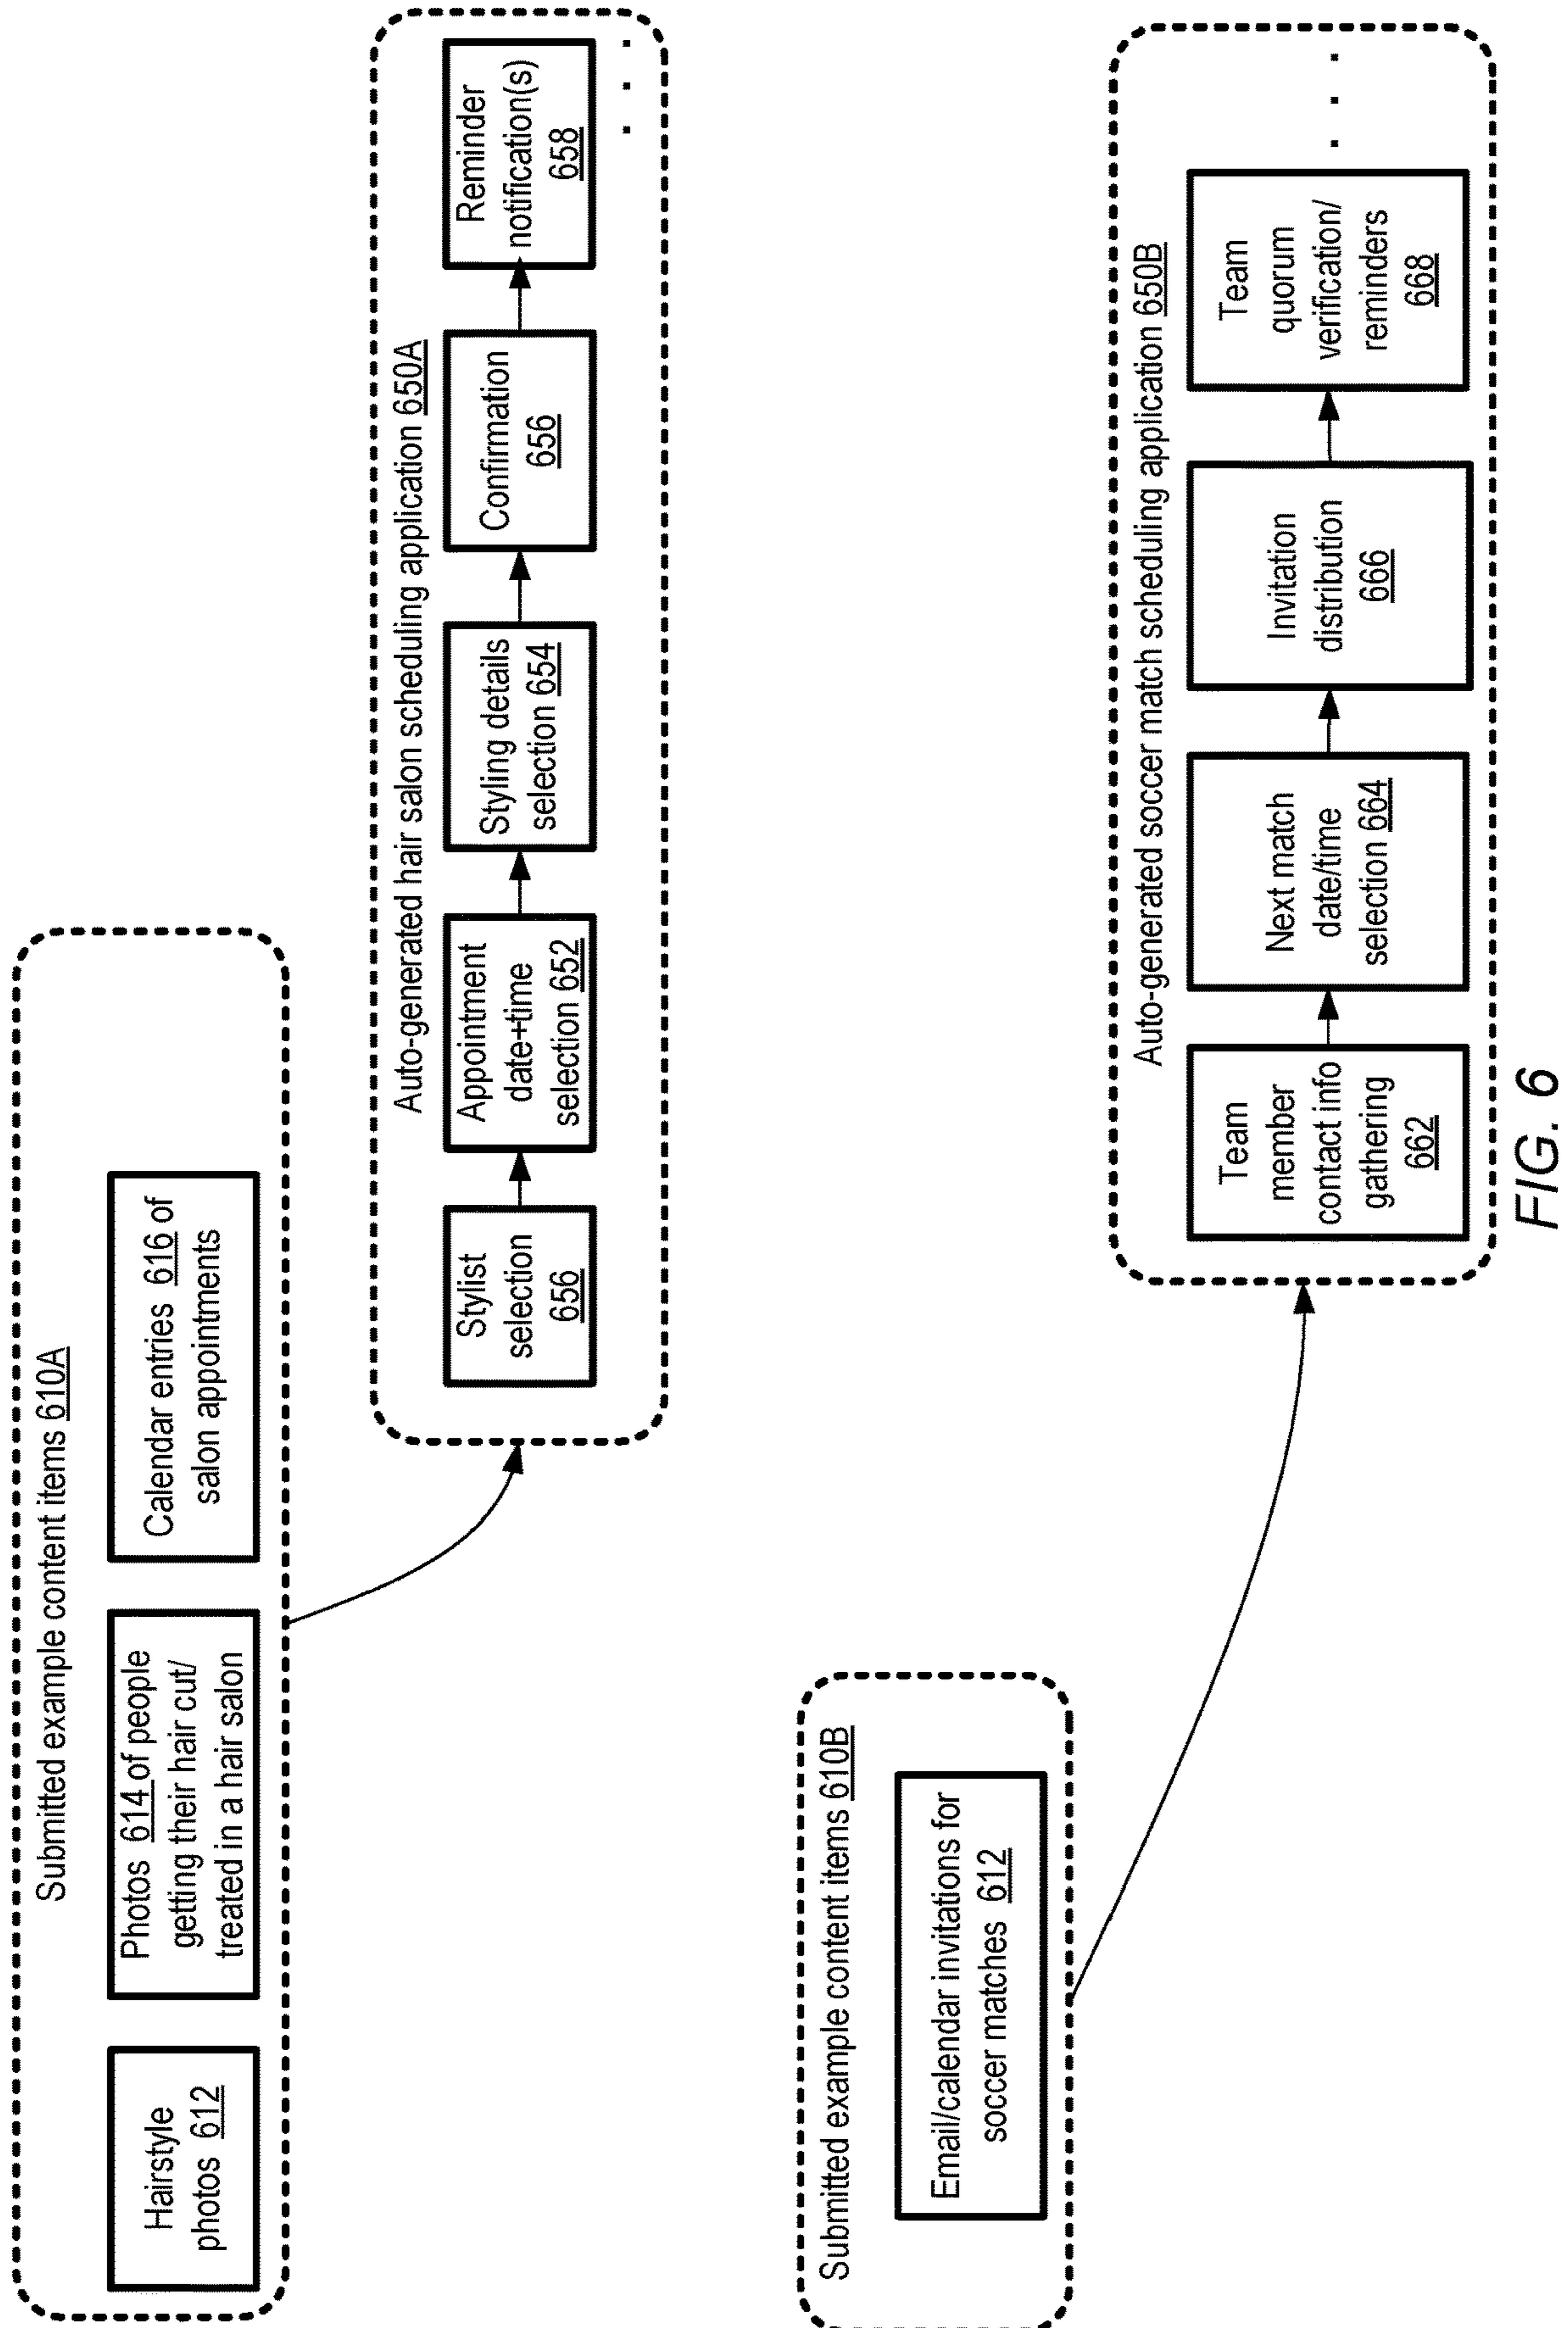 Submitted example content items 610A
Hairstyle
photos 612
Photos 614 of people
getting their hair cut/
treated in a hair salon
Calendar entries 616 of
salon appointments
Auto-generated hair salon scheduling application 650A
Stylist
selection
656
Appointment
date+time
selection 652
Styling details
selection 654
Confirmation
656
Reminder
notification(s)
658
. . .
Submitted example content items 610B
Email/calendar invitations for
soccer matches 612
Auto-generated soccer match scheduling application 650B
Team
member
contact info
gathering
662
Next match
date/time
selection 664
Invitation
distribution
666
Team
quorum
verification/
reminders
668
. . .
FIG. 6